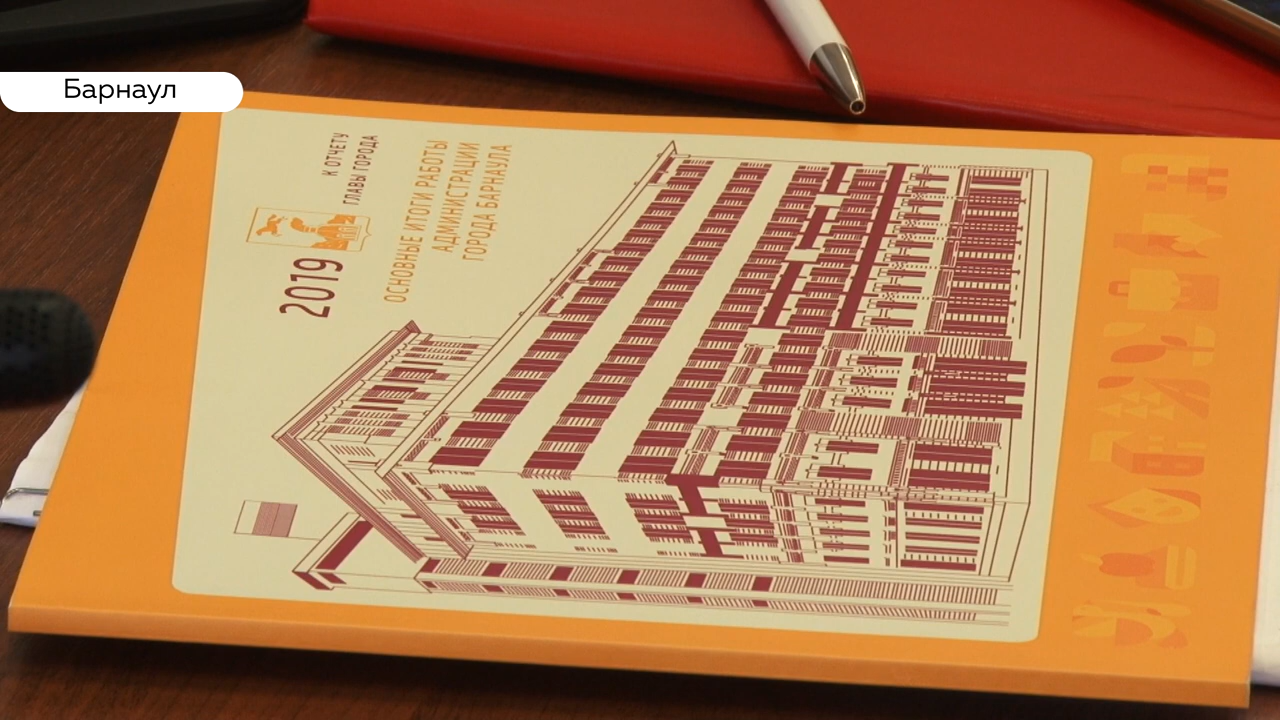 Барнаул
К ОТЧЕТУ
ГЛАВЫ ГОРОДА
2019
ОСНОВНЫЕ ИТОГИ РАБОТЫ
АДМИНИСТРАЦИИ
ГОРОДА БАРНАУЛА